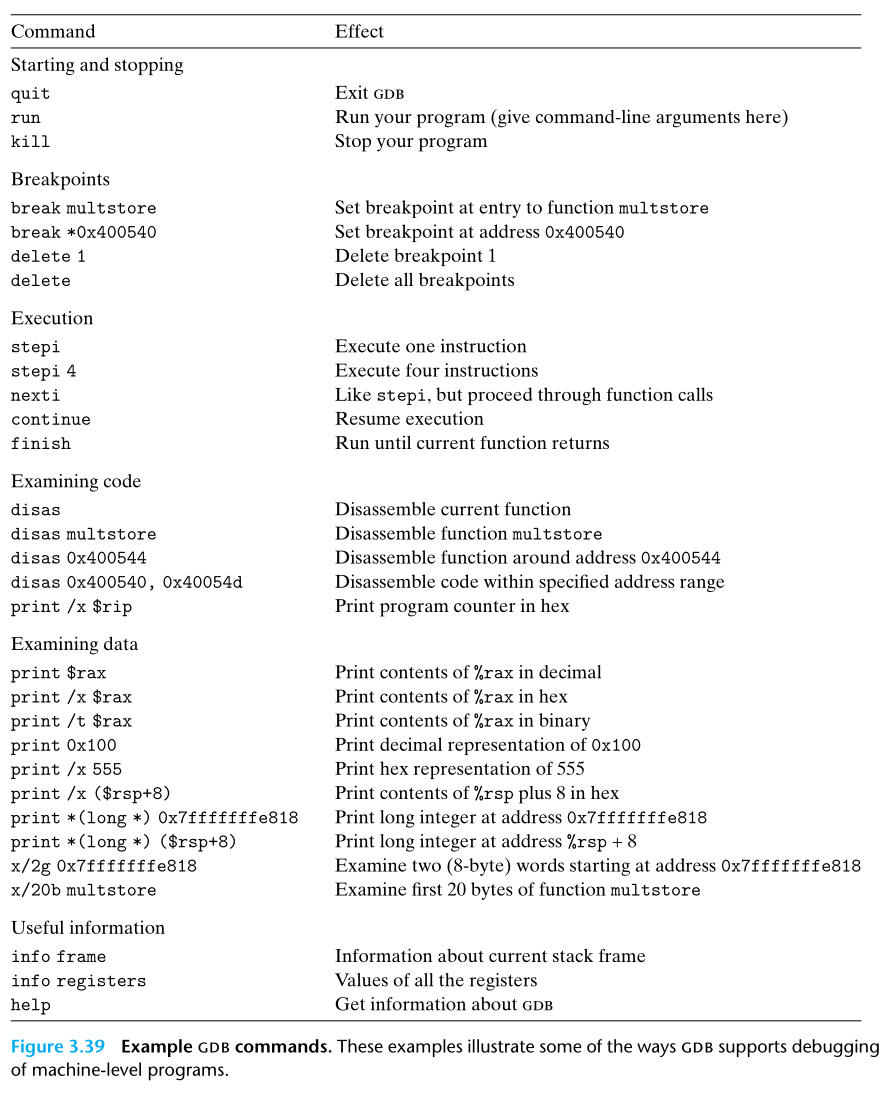 Command Effect
Starting and stopping
quit Exit GDB
run Run your program (give command-line arguments here)
kill Stop your program
Breakpoints
break multstore Set breakpoint at entry to function multstore
break *0x400540 Set breakpoint at address 0x400540
delete 1 Delete breakpoint 1
delete Delete all breakpoints
Execution
stepi Execute one instruction
stepi 4 Execute four instructions
nexti Like stepi, but proceed through function calls
continue Resume execution
finish Run until current function returns
Examining code
disas Disassemble current function
disas multstore Disassemble function multstore
disas 0x400544 Disassemble function around address 0x400544
disas 0x400540, 0x40054d Disassemble code within specified address range
print /x $rip Print program counter in hex
Examining data
print $rax Print contents of %rax in decimal
print /x $rax Print contents of %rax in hex
print /t $rax Print contents of %rax in binary
print 0x100 Print decimal representation of 0x100
print /x 555 Print hex representation of 555
print /x ($rsp+8) Print contents of %rsp plus 8 in hex
print *(long *) 0x7fffffffe818 Print long integer at address 0x7fffffffe818
print *(long *) ($rsp+8) Print long integer at address %rsp + 8
x/2g 0x7fffffffe818 Examine two (8-byte) words starting at address 0x7fffffffe818
x/20b multstore Examine first 20 bytes of function multstore
Useful information
info frame Information about current stack frame
info registers Values of all the registers
help Get information about GDB
Figure 3.39 Example GDB commands. These examples illustrate some of the ways GDB supports debugging
of machine-level programs.